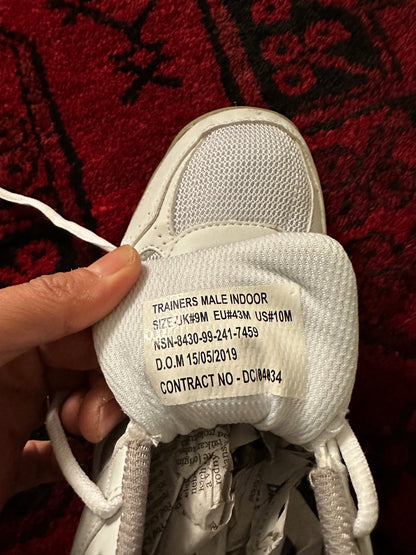 TRAINERS MALE INDOOR
SIZE-UK#9M EU#43M US#10M
NSN-8430-99-241-7459
D.O.M 15/05/2019
CONTRACT NO - DC/04034